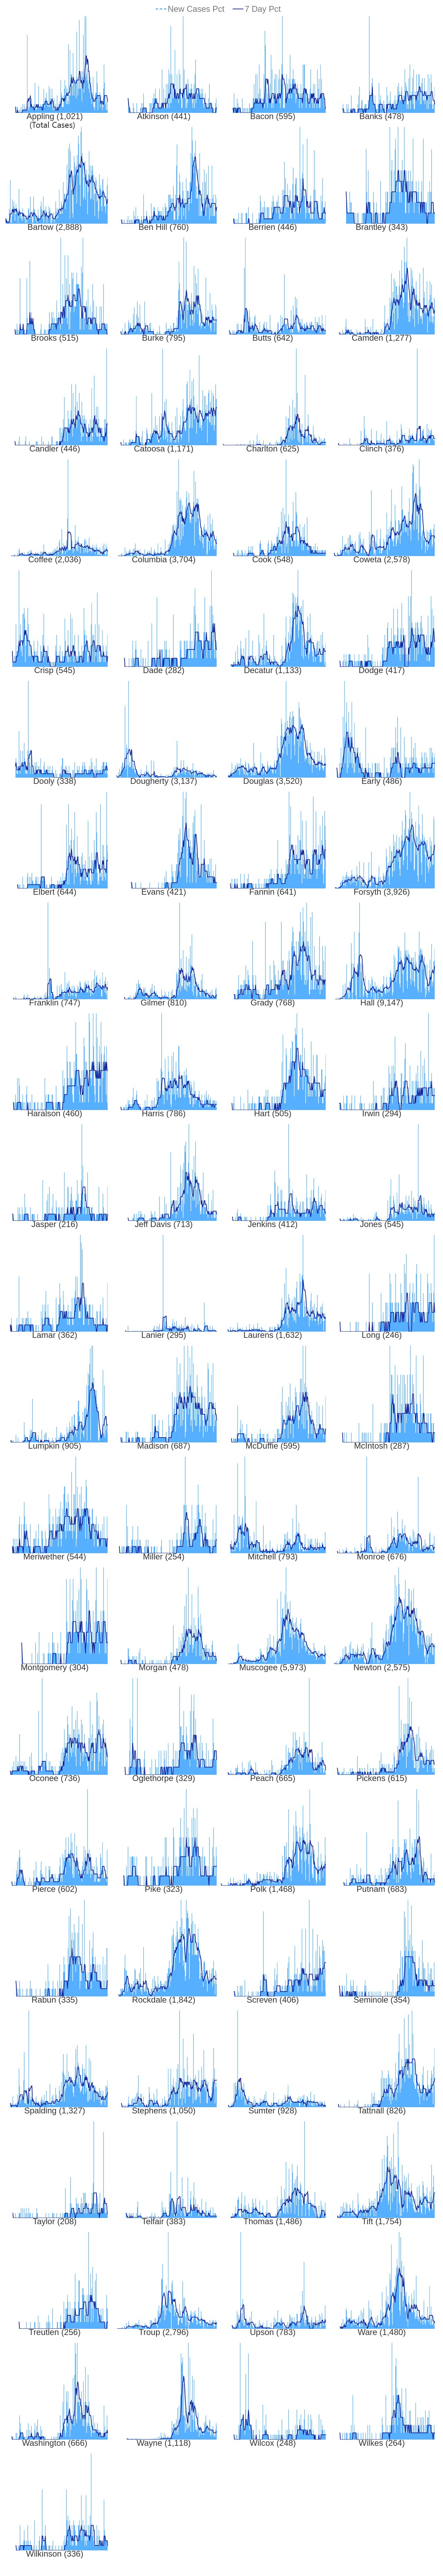 New Cases Pct 7 Day Pct
Appling (1,021) Atkinson (441) Bacon (595) Banks (478)
(Total Cases)
Bartow (2,888) Ben Hill (760) Berrien (446) Brantley (343)
Brooks (515) Burke (795) Butts (642) Camden (1,277)
Candler (446) Catoosa (1,171) Charlton (625) Clinch (376)
Coffee (2,036) Columbia (3,704) Cook (548) Coweta (2,578)
Crisp (545) Dade (282) Decatur (1,133) Dodge (417)
Dooly (338) Dougherty (3,137) Douglas (3,520) Early (486)
Elbert (644) Evans (421) Fannin (641) Forsyth (3,926)
Franklin (747) Gilmer (810) Grady (768) Hall (9,147)
Haralson (460) Harris (786) Hart (505) Irwin (294)
Jasper (216) Jeff Davis (713) Jenkins (412) Jones (545)
Lamar (362) Lanier (295) Laurens (1,632) Long (246)
Lumpkin (905) Madison (687) McDuffie (595) McIntosh (287)
Meriwether (544) Miller (254) Mitchell (793) Monroe (676)
Montgomery (304) Morgan (478) Muscogee (5,973) Newton (2,575)
Oconee (736) Oglethorpe (329) Peach (665) Pickens (615)
Pierce (602) Pike (323) Polk (1,468) Putnam (683)
Rabun (335) Rockdale (1,842) Screven (406) Seminole (354)
Spalding (1,327) Stephens (1,050) Sumter (928) Tattnall (826)
Taylor (208) Telfair (383) Thomas (1,486) Tift (1,754)
Treutlen (256) Troup (2,796) Upson (783) Ware (1,480)
Washington (666) Wayne (1,118) Wilcox (248) Wilkes (264)
Wilkinson (336)